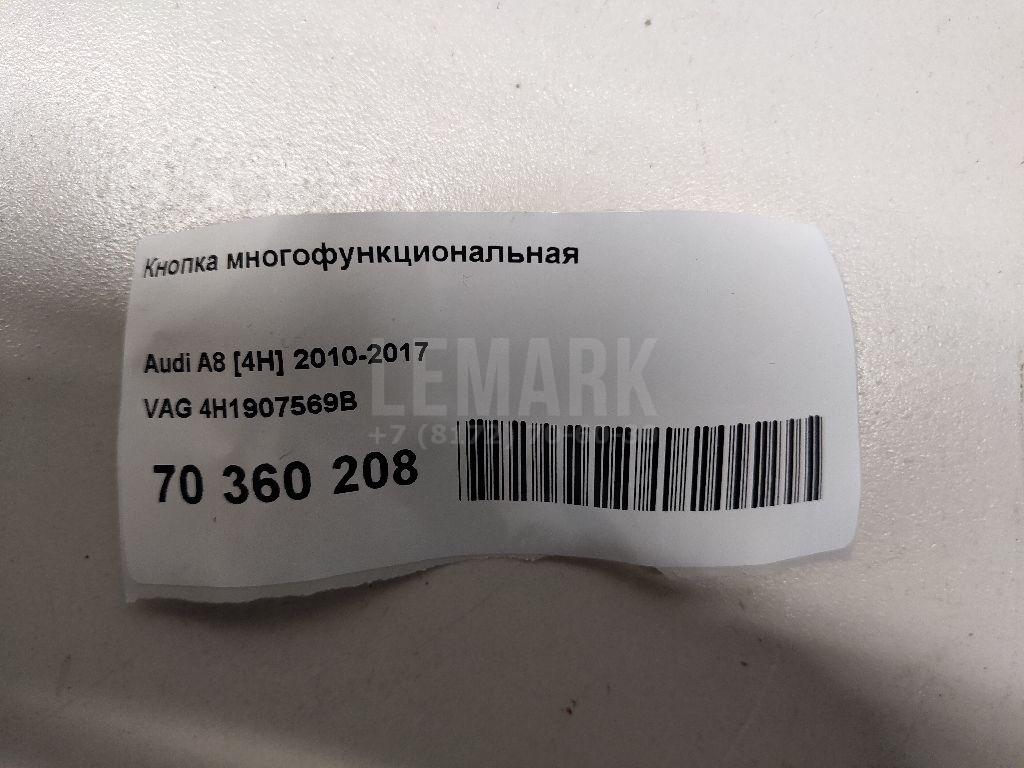 Кнопка многофункциональная
Audi A8 [4H] 2010-2017
VAG 4H1907569B
LEMARK
70 360 208